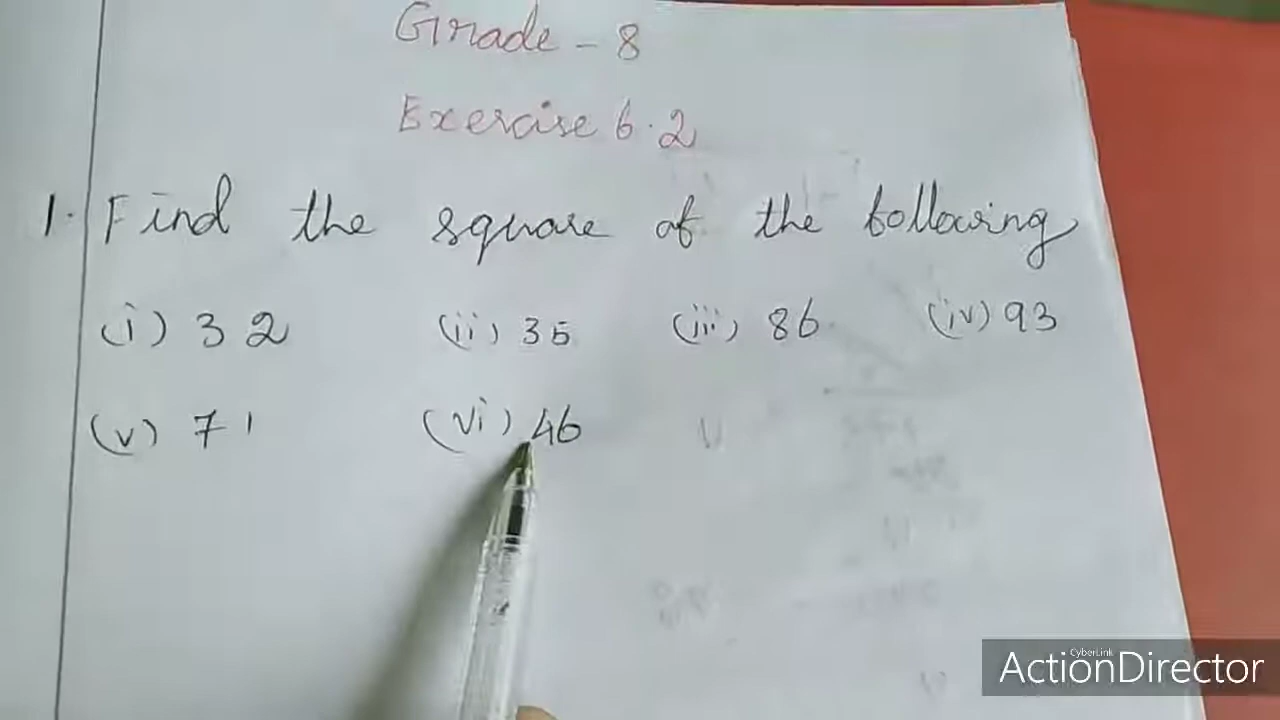 Grade - 8
Exercise 6.2
1. Find the square of the following
(i) 32 (ii) 35 (iii) 86 (iv) 93
(v) 71 (vi) 46
CyberLink
ActionDirector